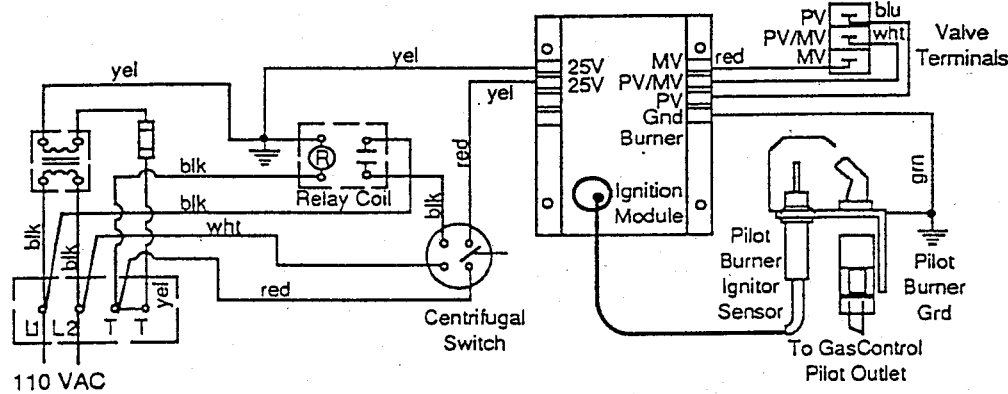 PV
blu
PV/MV
wht
Valve
Terminals
MV
red
yel
25V
MV
yel
yel
25V
PV/MV
PV
Gnd
Burner
red
R
blk
Relay Coil
blk
blk
wht
Ignition
Module
grn
blk
blk
yel
red
L1
L2
T
T
110 VAC
Centrifugal
Switch
Pilot
Burner
Ignitor
Sensor
Pilot
Burner
Grd
To GasControl
Pilot Outlet